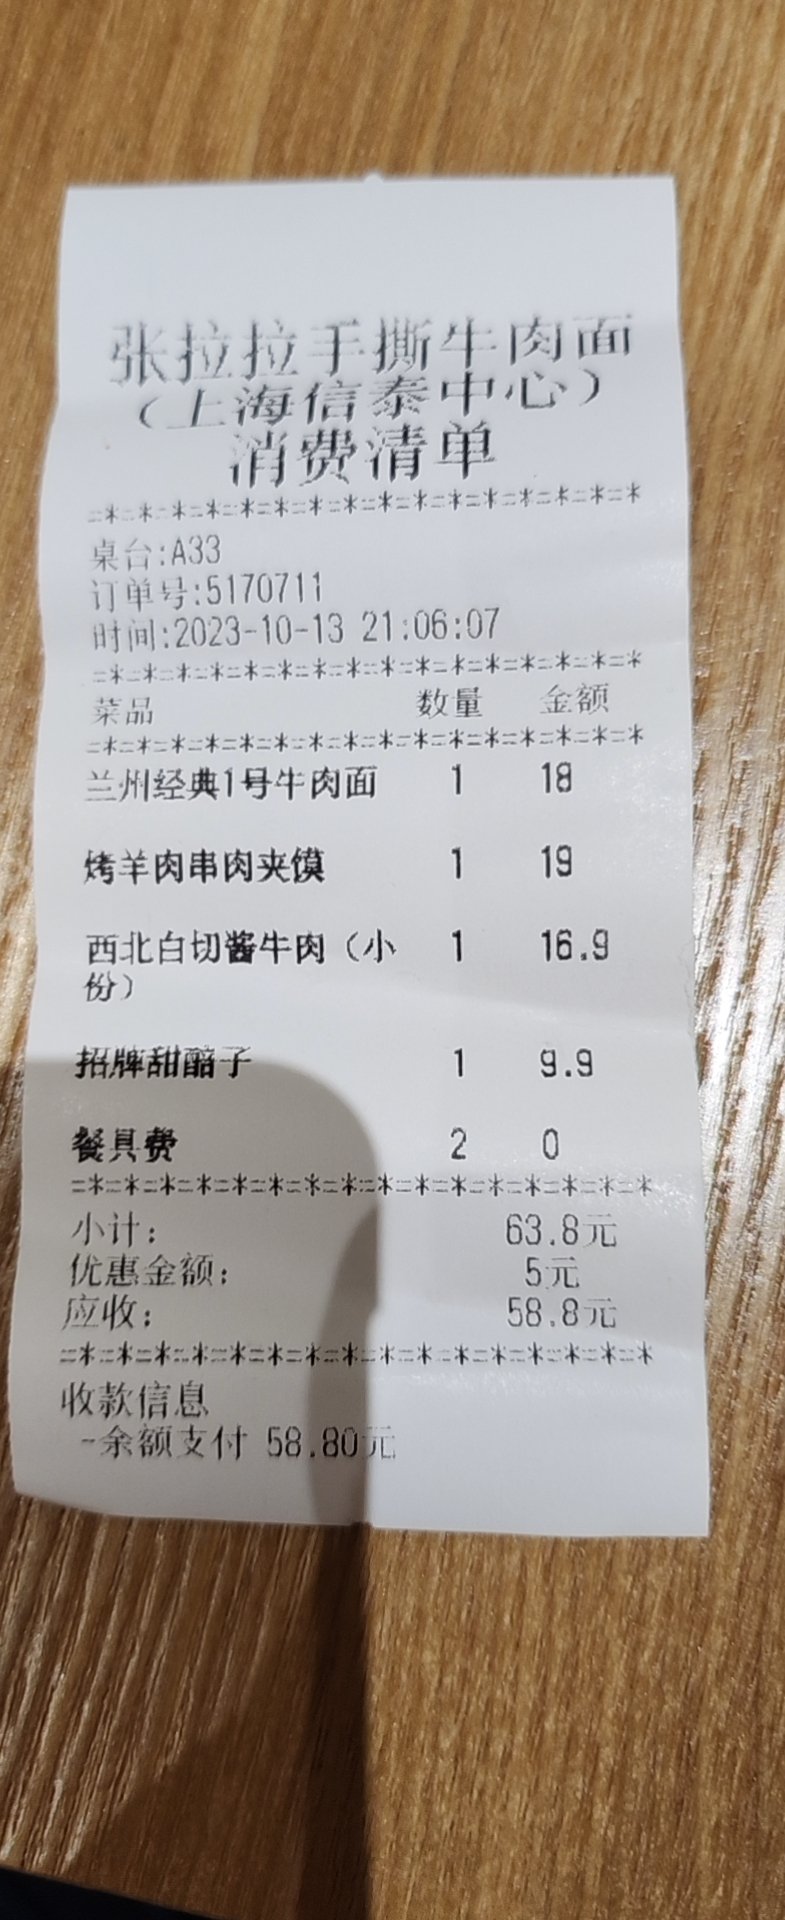 张拉拉手撕牛肉面
（上海信泰中心）
消费清单
=*=*=*=*=*=*=*=*=*=*=*=*=*=*=*=*
桌台:A33
订单号:5170711
时间:2023-10-13 21:06:07
=*=*=*=*=*=*=*=*=*=*=*=*=*=*=*=*
菜品 数量 金额
=*=*=*=*=*=*=*=*=*=*=*=*=*=*=*=*
兰州经典1号牛肉面 1 18
烤羊肉串肉夹馍 1 19
西北白切酱牛肉（小 1 16.9
份）
招牌甜醅子 1 9.9
餐具费 2 0
=*=*=*=*=*=*=*=*=*=*=*=*=*=*=*=*
小计： 63.8元
优惠金额： 5元
应收： 58.8元
=*=*=*=*=*=*=*=*=*=*=*=*=*=*=*=*
收款信息
-余额支付 58.80元